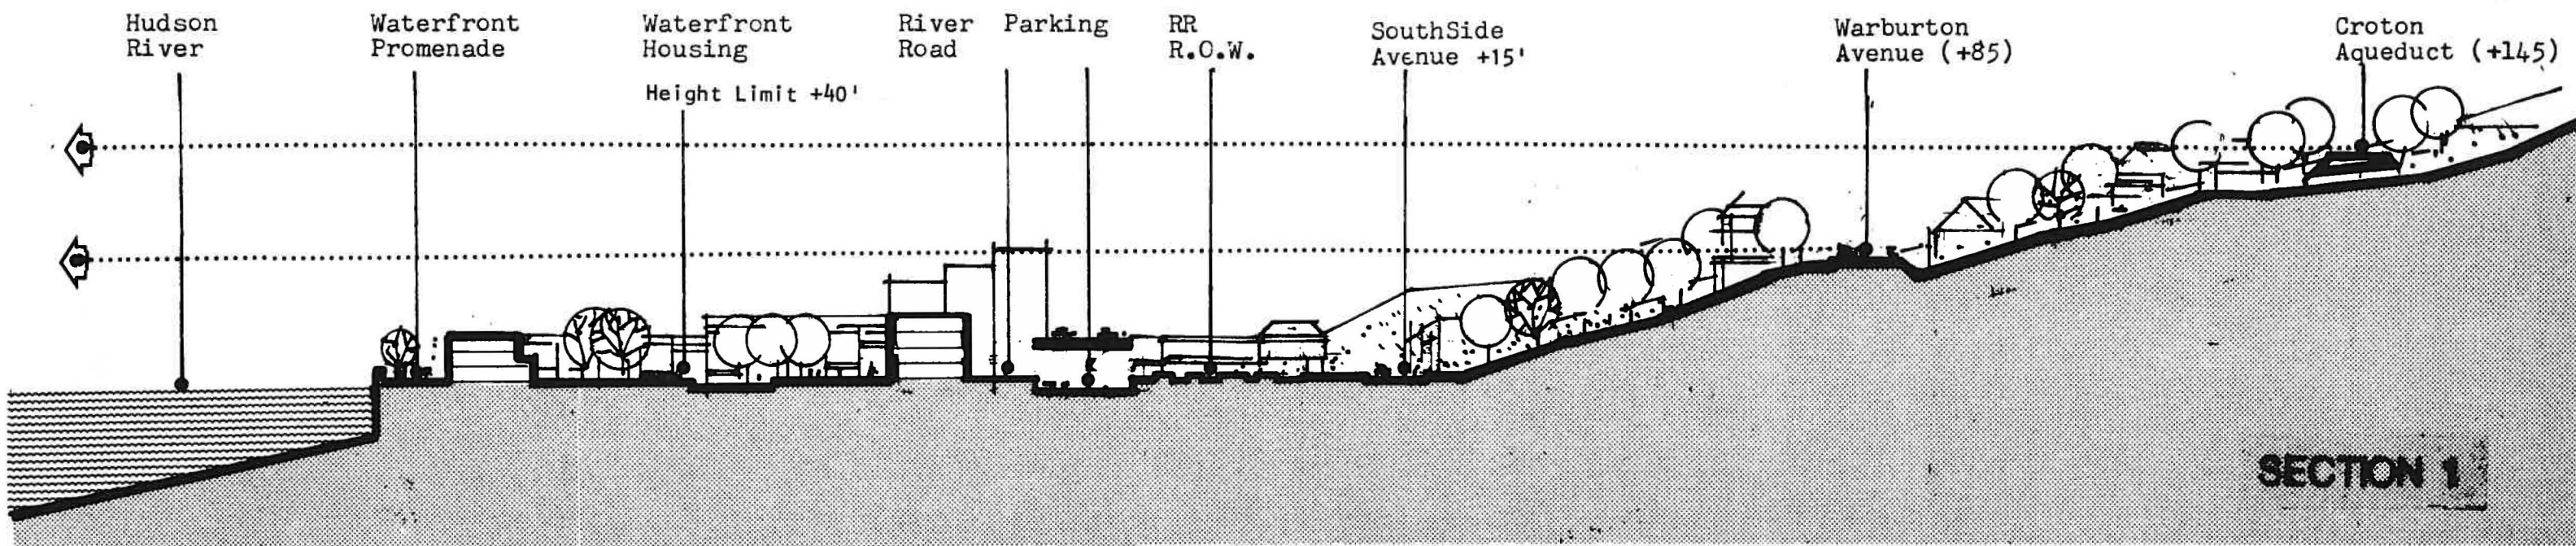 Hudson
River
Waterfront
Promenade
Waterfront
Housing
Height Limit +40'
River
Road
Parking
RR
R.O.W.
SouthSide
Avenue +15'
Warburton
Avenue (+85)
Croton
Aqueduct (+145)
SECTION 1